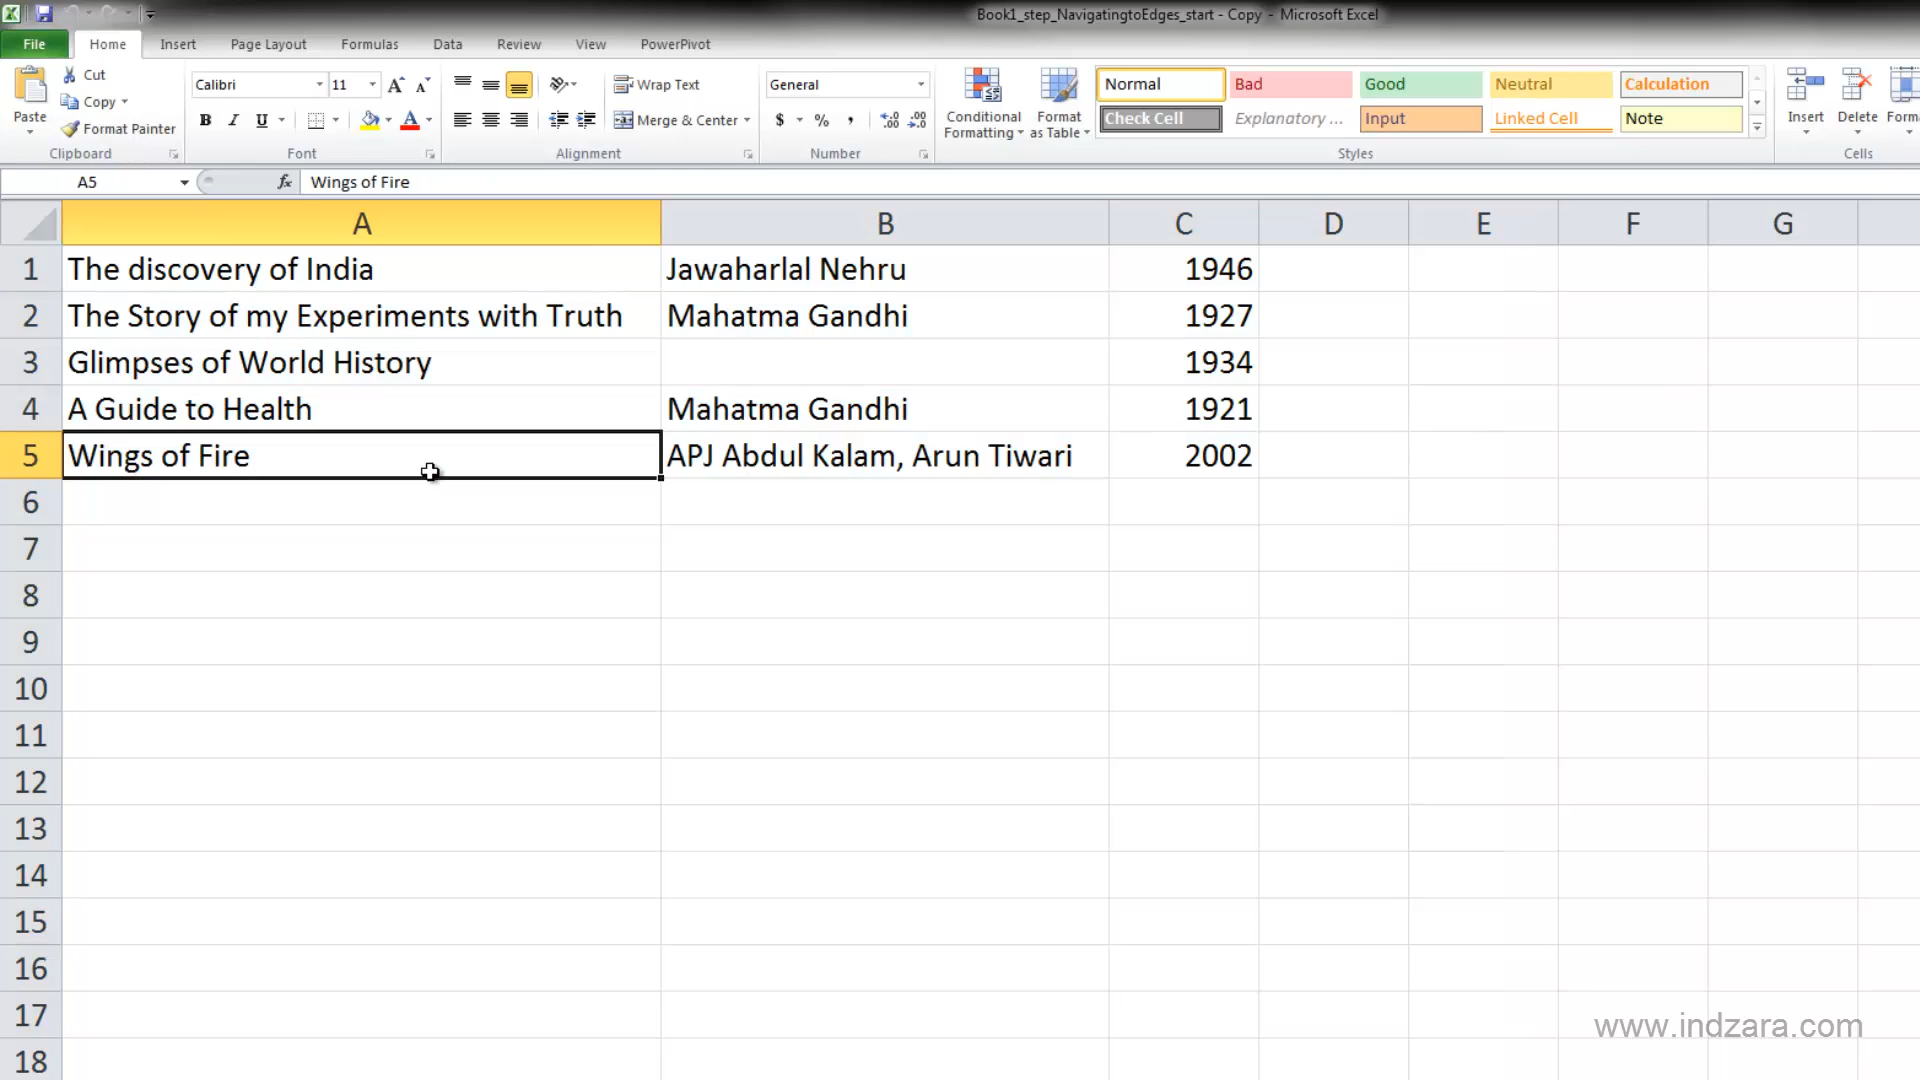 Book1_step_NavigatingtoEdges_start - Copy - Microsoft Excel
File Home Insert Page Layout Formulas Data Review View PowerPivot
Paste Cut Copy Format Painter Clipboard
Calibri 11 B I U Font
Wrap Text Merge & Center Alignment
General $ % , Number
Conditional Formatting Format as Table
Normal Bad Good Neutral Calculation
Check Cell Explanatory ... Input Linked Cell Note
Styles
Insert Delete Forma
Cells
A5 fx Wings of Fire
A B C D E F G
1 The discovery of India Jawaharlal Nehru 1946
2 The Story of my Experiments with Truth Mahatma Gandhi 1927
3 Glimpses of World History 1934
4 A Guide to Health Mahatma Gandhi 1921
5 Wings of Fire APJ Abdul Kalam, Arun Tiwari 2002
6
7
8
9
10
11
12
13
14
15
16
17
18
www.indzara.com